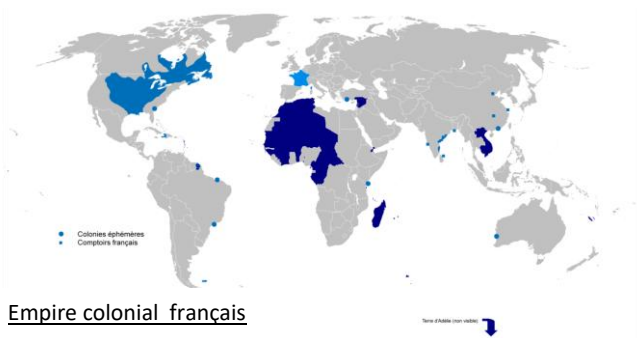 Colonies éphémères
Comptoirs français
Empire colonial français
Terre d'Adélie (non visible)